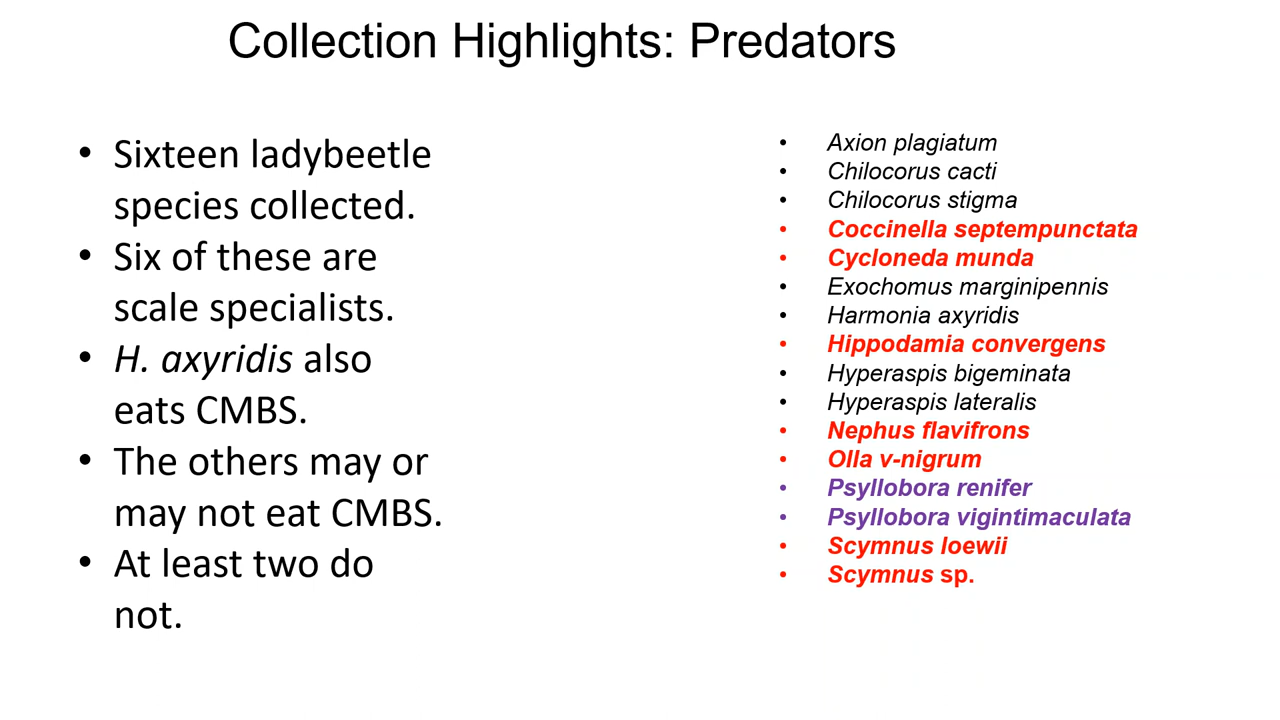 Collection Highlights: Predators
• Sixteen ladybeetle
species collected.
• Six of these are
scale specialists.
• H. axyridis also
eats CMBS.
• The others may or
may not eat CMBS.
• At least two do
not.
• Axion plagiatum
• Chilocorus cacti
• Chilocorus stigma
• Coccinella septempunctata
• Cycloneda munda
• Exochomus marginipennis
• Harmonia axyridis
• Hippodamia convergens
• Hyperaspis bigeminata
• Hyperaspis lateralis
• Nephus flavifrons
• Olla v-nigrum
• Psyllobora renifer
• Psyllobora vigintimaculata
• Scymnus loewii
• Scymnus sp.